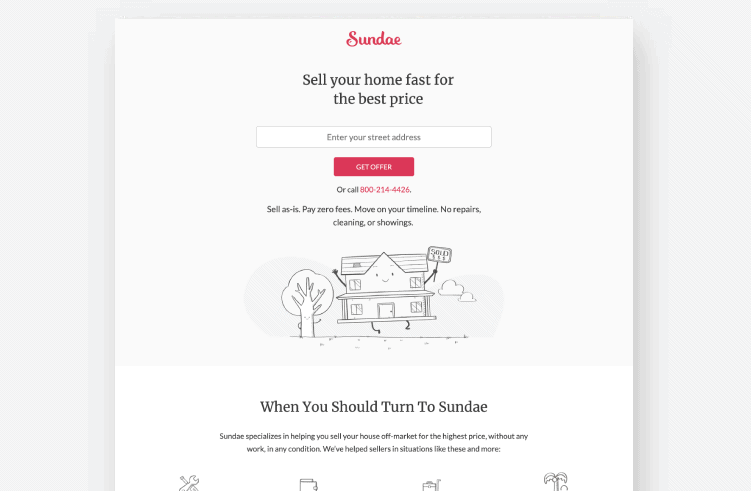 Sundae
Sell your home fast for
the best price
Enter your street address
GET OFFER
Or call 800-214-4426.
Sell as-is. Pay zero fees. Move on your timeline. No repairs,
cleaning, or showings.
SOLD
When You Should Turn To Sundae
Sundae specializes in helping you sell your house off-market for the highest price, without any
work, in any condition. We've helped sellers in situations like these and more: